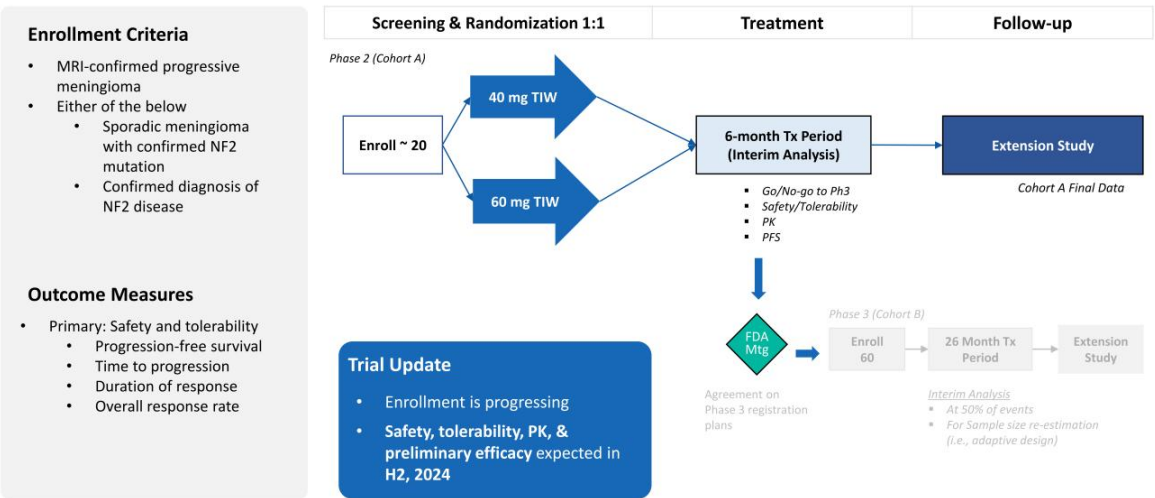 Enrollment Criteria
• MRI-confirmed progressive
meningioma
• Either of the below
• Sporadic meningioma
with confirmed NF2
mutation
• Confirmed diagnosis of
NF2 disease
Outcome Measures
• Primary: Safety and tolerability
• Progression-free survival
• Time to progression
• Duration of response
• Overall response rate
Screening & Randomization 1:1
Treatment
Follow-up
Phase 2 (Cohort A)
Enroll ~ 20
40 mg TIW
60 mg TIW
6-month Tx Period
(Interim Analysis)
▪ Go/No-go to Ph3
▪ Safety/Tolerability
▪ PK
▪ PFS
Extension Study
Cohort A Final Data
FDA
Mtg
Agreement on
Phase 3 registration
plans
Phase 3 (Cohort B)
Enroll
60
26 Month Tx
Period
Extension
Study
Interim Analysis
▪ At 50% of events
▪ For Sample size re-estimation
(i.e., adaptive design)
Trial Update
• Enrollment is progressing
• Safety, tolerability, PK, &
preliminary efficacy expected in
H2, 2024